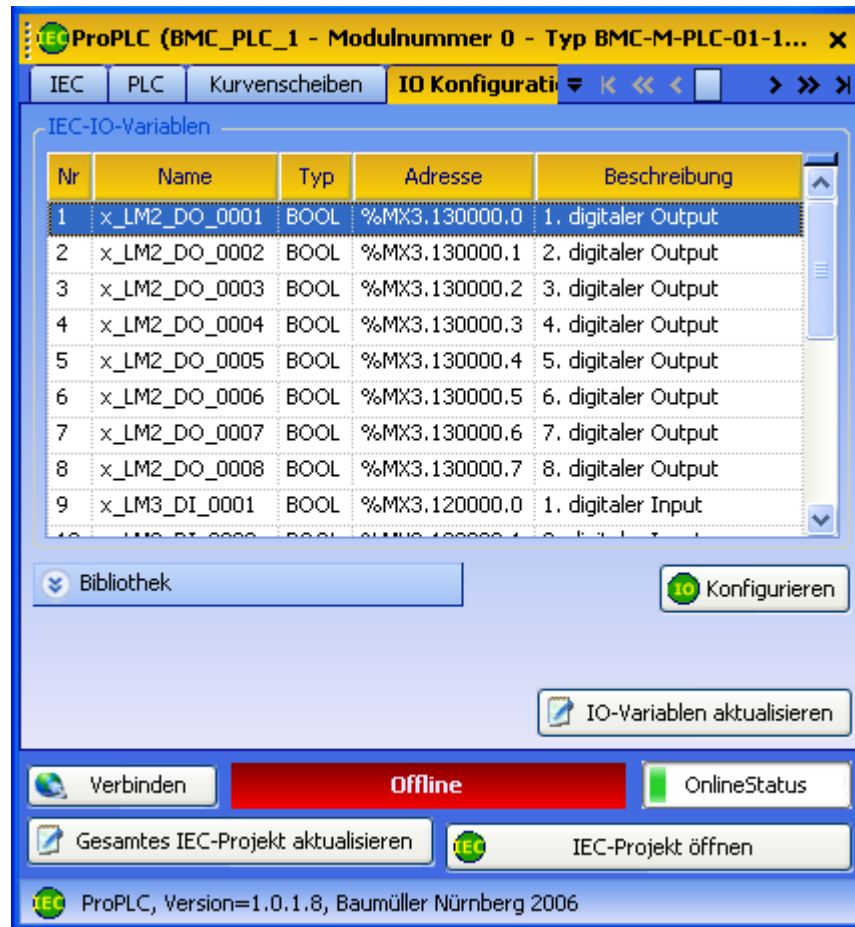 IEC ProPLC (BMC_PLC_1 - Modulnummer 0 - Typ BMC-M-PLC-01-1...
IEC PLC Kurvenscheiben IO Konfigurati
IEC-IO-Variablen
Nr Name Typ Adresse Beschreibung
1 x_LM2_DO_0001 BOOL %MX3.130000.0 1. digitaler Output
2 x_LM2_DO_0002 BOOL %MX3.130000.1 2. digitaler Output
3 x_LM2_DO_0003 BOOL %MX3.130000.2 3. digitaler Output
4 x_LM2_DO_0004 BOOL %MX3.130000.3 4. digitaler Output
5 x_LM2_DO_0005 BOOL %MX3.130000.4 5. digitaler Output
6 x_LM2_DO_0006 BOOL %MX3.130000.5 6. digitaler Output
7 x_LM2_DO_0007 BOOL %MX3.130000.6 7. digitaler Output
8 x_LM2_DO_0008 BOOL %MX3.130000.7 8. digitaler Output
9 x_LM3_DI_0001 BOOL %MX3.120000.0 1. digitaler Input
Bibliothek
IO Konfigurieren
IO-Variablen aktualisieren
Verbinden Offline OnlineStatus
Gesamtes IEC-Projekt aktualisieren IEC IEC-Projekt öffnen
IEC ProPLC, Version=1.0.1.8, Baumüller Nürnberg 2006